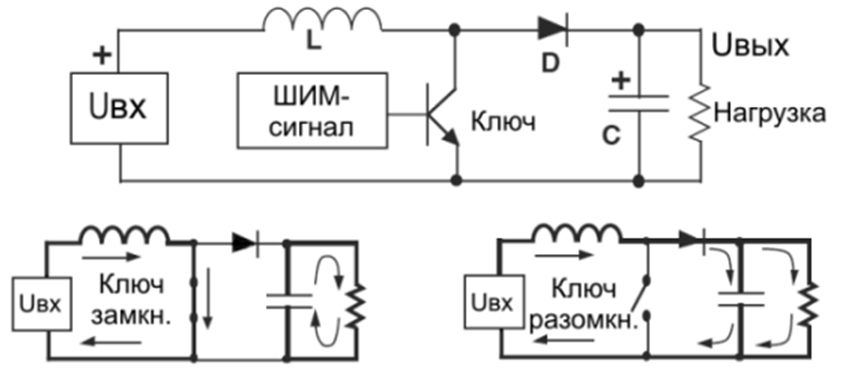 L
D
Uвых
+
Uвх
ШИМ-
сигнал
Ключ
+
C
Нагрузка
Uвх
Ключ
замкн.
Uвх
Ключ
разомкн.